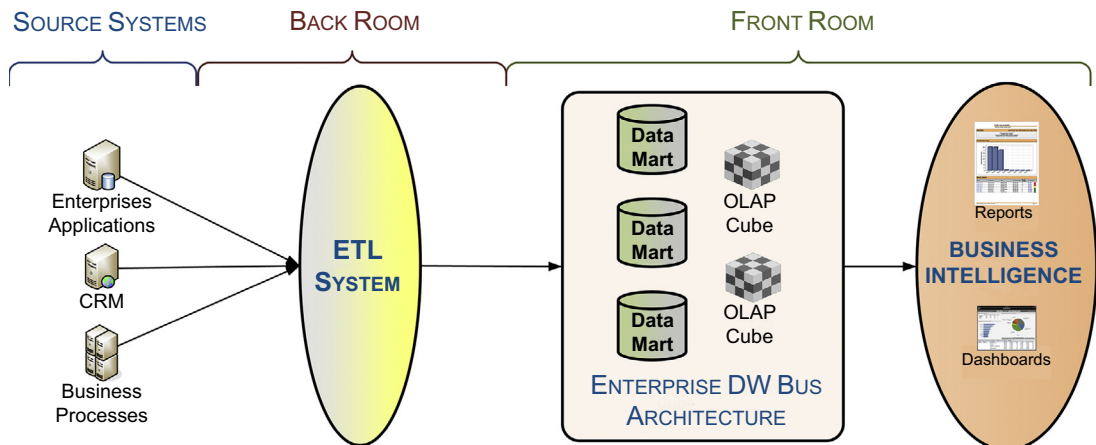 SOURCE SYSTEMS
BACK ROOM
FRONT ROOM
Enterprises
Applications
CRM
Business
Processes
ETL
SYSTEM
Data
Mart
Data
Mart
Data
Mart
OLAP
Cube
OLAP
Cube
ENTERPRISE DW BUS
ARCHITECTURE
Reports
BUSINESS
INTELLIGENCE
Dashboards